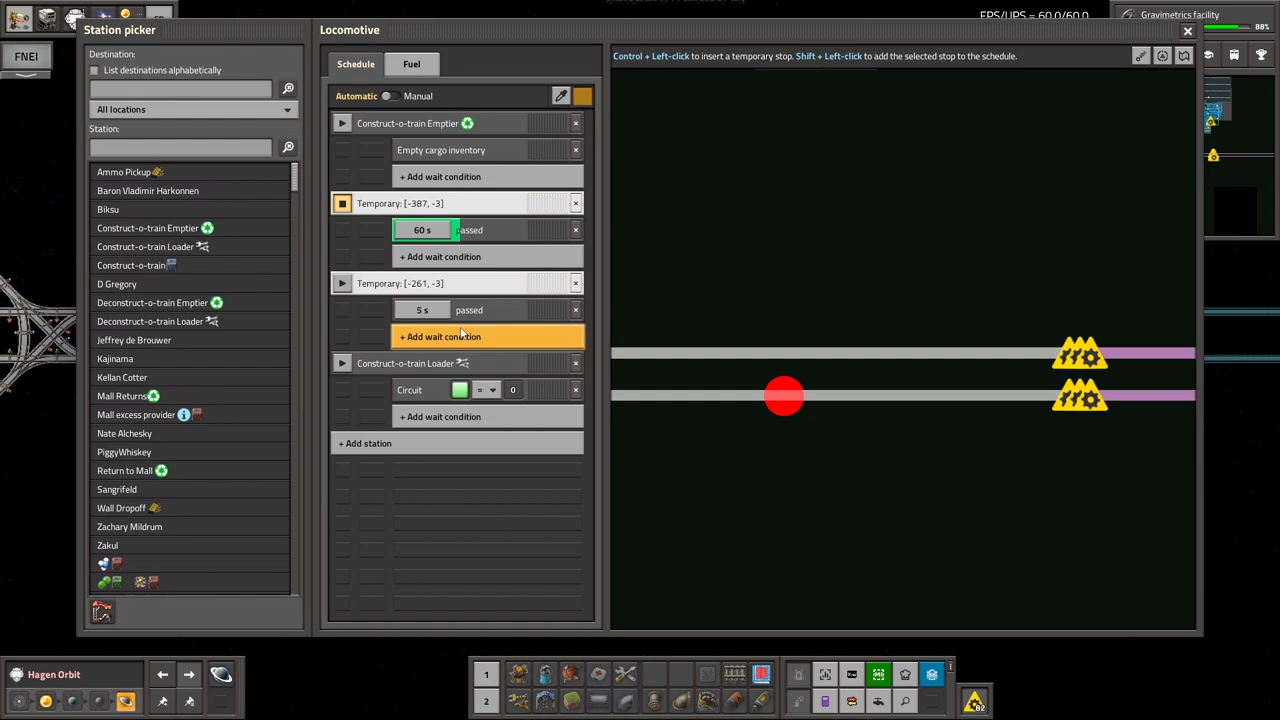 EPS/UPS = 60.0/60.0
Gravimetrics facility
88%
FNEI
Station picker
Destination:
List destinations alphabetically
All locations
Station:
Ammo Pickup
Baron Vladimir Harkonnen
Biksu
Construct-o-train Emptier
Construct-o-train Loader
Construct-o-train
D Gregory
Deconstruct-o-train Emptier
Deconstruct-o-train Loader
Jeffrey de Brouwer
Kajinama
Kellan Cotter
Mall Returns
Mall excess provider
Nate Alchesky
PiggyWhiskey
Return to Mall
Sangrifeld
Wall Dropoff
Zachary Mildrum
Zakul
Locomotive
Schedule
Fuel
Automatic
Manual
Construct-o-train Emptier
Empty cargo inventory
+ Add wait condition
Temporary: [-387, -3]
60 s passed
+ Add wait condition
Temporary: [-261, -3]
5 s passed
+ Add wait condition
Construct-o-train Loader
Circuit = 0
+ Add wait condition
+ Add station
Control + Left-click to insert a temporary stop. Shift + Left-click to add the selected stop to the schedule.
Hagen Orbit
1
2
82